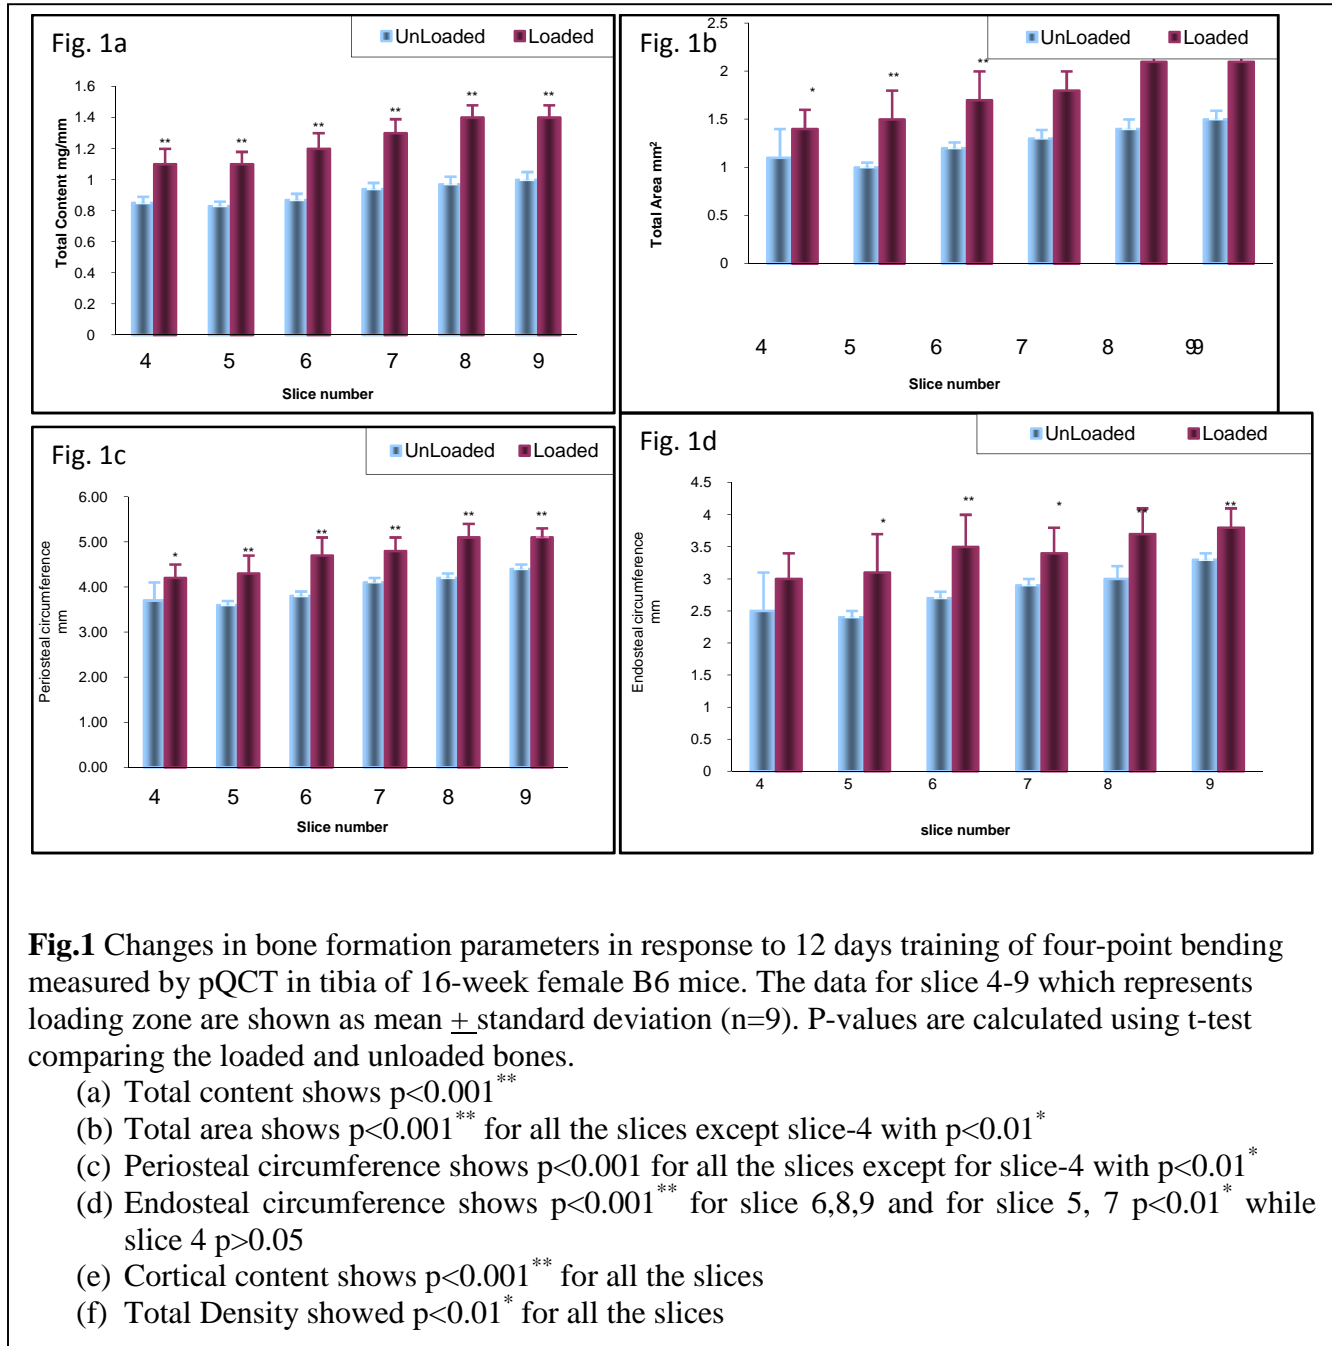 Fig. 1a
UnLoaded Loaded
Total Content mg/mm
1.6
1.4
1.2
1
0.8
0.6
0.4
0.2
0
** ** ** ** ** **
4 5 6 7 8 9
Slice number
Fig. 1b
UnLoaded Loaded
Total Area mm²
2.5
2
1.5
1
0.5
0
* ** **
4 5 6 7 8 99
Slice number
Fig. 1c
UnLoaded Loaded
Periosteal circumference
mm
6.00
5.00
4.00
3.00
2.00
1.00
0.00
* ** ** ** ** **
4 5 6 7 8 9
Slice number
Fig. 1d
UnLoaded Loaded
Endosteal circumference
mm
4.5
4
3.5
3
2.5
2
1.5
1
0.5
0
* ** * ** **
4 5 6 7 8 9
slice number
Fig.1 Changes in bone formation parameters in response to 12 days training of four-point bending
measured by pQCT in tibia of 16-week female B6 mice. The data for slice 4-9 which represents
loading zone are shown as mean + standard deviation (n=9). P-values are calculated using t-test
comparing the loaded and unloaded bones.
(a) Total content shows p<0.001**
(b) Total area shows p<0.001** for all the slices except slice-4 with p<0.01*
(c) Periosteal circumference shows p<0.001 for all the slices except for slice-4 with p<0.01*
(d) Endosteal circumference shows p<0.001** for slice 6,8,9 and for slice 5, 7 p<0.01* while
slice 4 p>0.05
(e) Cortical content shows p<0.001** for all the slices
(f) Total Density showed p<0.01* for all the slices